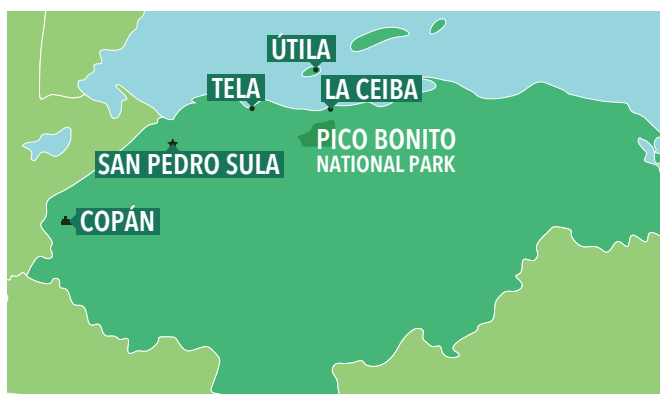 ÚTILA
TELA
LA CEIBA
PICO BONITO
NATIONAL PARK
SAN PEDRO SULA
COPÁN